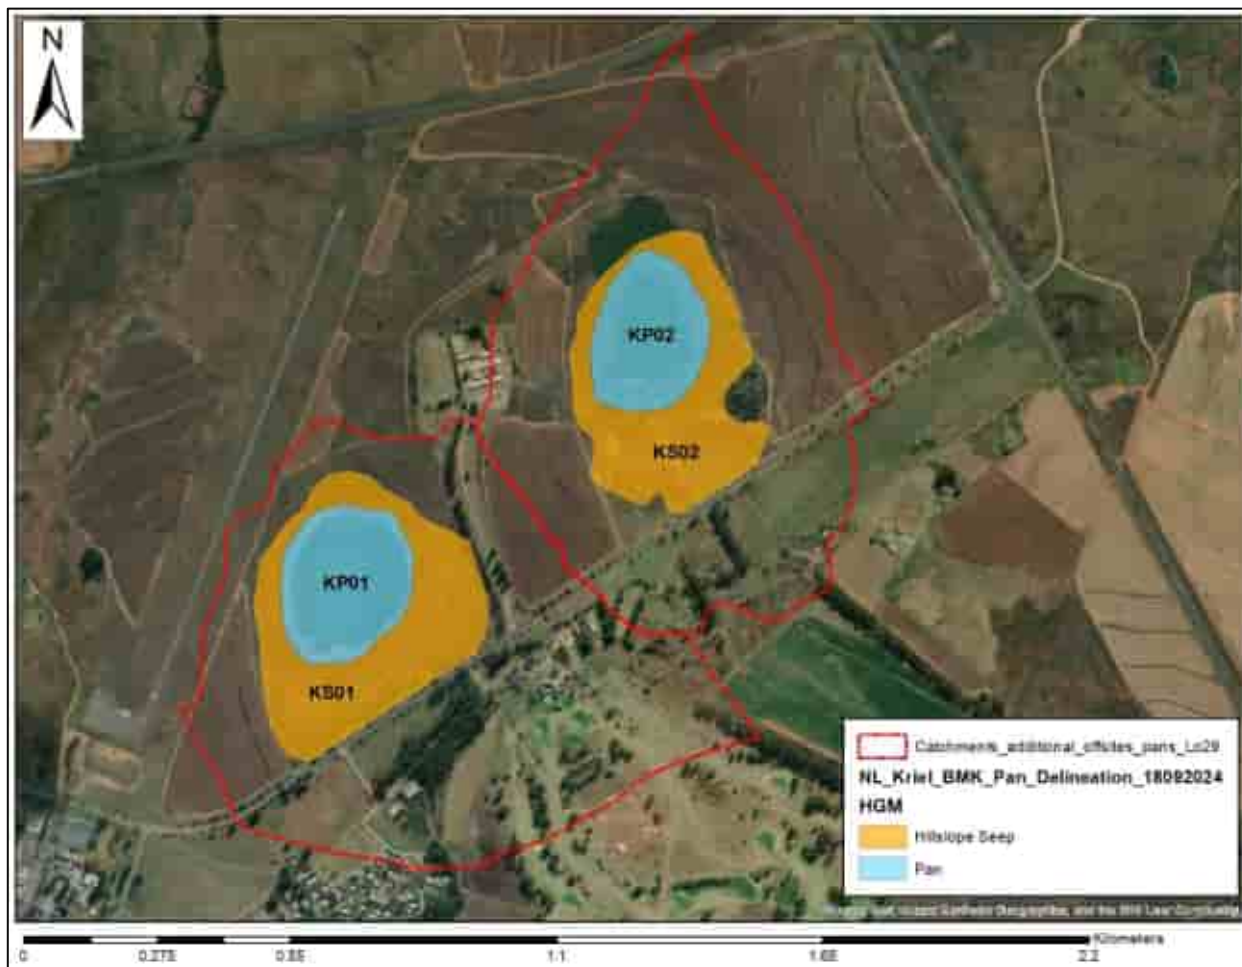 N
KP02
KS02
KP01
KS01
Catchments_additional_offsites_pans_Lo29
NL_Kriel_BMK_Pan_Delineation_18092024
HGM
Hillslope Seep
Pan
Kilometers
0 0.275 0.55 1.1 1.65 2.2